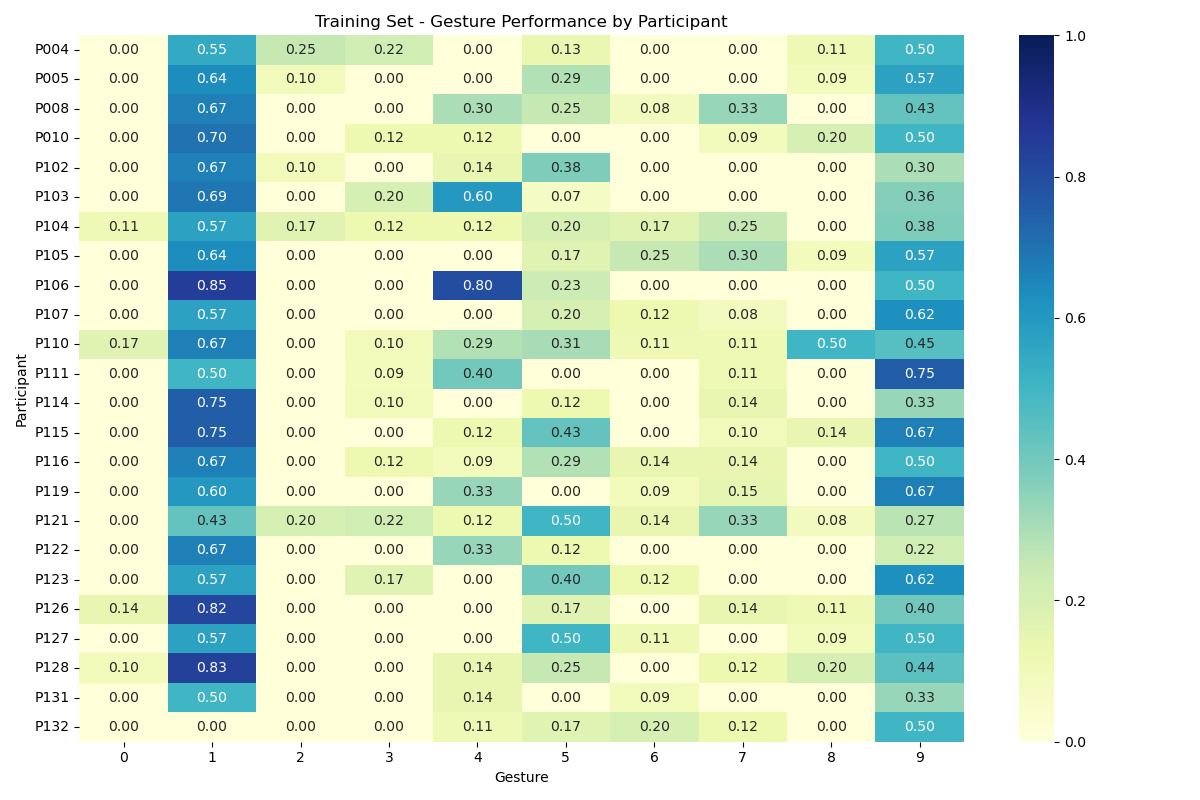 Training Set - Gesture Performance by Participant
P004 0.00 0.55 0.25 0.22 0.00 0.13 0.00 0.00 0.11 0.50
P005 0.00 0.64 0.10 0.00 0.00 0.29 0.00 0.00 0.09 0.57
P008 0.00 0.67 0.00 0.00 0.30 0.25 0.08 0.33 0.00 0.43
P010 0.00 0.70 0.00 0.12 0.12 0.00 0.00 0.09 0.20 0.50
P102 0.00 0.67 0.10 0.00 0.14 0.38 0.00 0.00 0.00 0.30
P103 0.00 0.69 0.00 0.20 0.60 0.07 0.00 0.00 0.00 0.36
P104 0.11 0.57 0.17 0.12 0.12 0.20 0.17 0.25 0.00 0.38
P105 0.00 0.64 0.00 0.00 0.00 0.17 0.25 0.30 0.09 0.57
P106 0.00 0.85 0.00 0.00 0.80 0.23 0.00 0.00 0.00 0.50
P107 0.00 0.57 0.00 0.00 0.00 0.20 0.12 0.08 0.00 0.62
P110 0.17 0.67 0.00 0.10 0.29 0.31 0.11 0.11 0.50 0.45
P111 0.00 0.50 0.00 0.09 0.40 0.00 0.00 0.11 0.00 0.75
P114 0.00 0.75 0.00 0.10 0.00 0.12 0.00 0.14 0.00 0.33
P115 0.00 0.75 0.00 0.00 0.12 0.43 0.00 0.10 0.14 0.67
P116 0.00 0.67 0.00 0.12 0.09 0.29 0.14 0.14 0.00 0.50
P119 0.00 0.60 0.00 0.00 0.33 0.00 0.09 0.15 0.00 0.67
P121 0.00 0.43 0.20 0.22 0.12 0.50 0.14 0.33 0.08 0.27
P122 0.00 0.67 0.00 0.00 0.33 0.12 0.00 0.00 0.00 0.22
P123 0.00 0.57 0.00 0.17 0.00 0.40 0.12 0.00 0.00 0.62
P126 0.14 0.82 0.00 0.00 0.00 0.17 0.00 0.14 0.11 0.40
P127 0.00 0.57 0.00 0.00 0.00 0.50 0.11 0.00 0.09 0.50
P128 0.10 0.83 0.00 0.00 0.14 0.25 0.00 0.12 0.20 0.44
P131 0.00 0.50 0.00 0.00 0.14 0.00 0.09 0.00 0.00 0.33
P132 0.00 0.00 0.00 0.00 0.11 0.17 0.20 0.12 0.00 0.50
0 1 2 3 4 5 6 7 8 9
Gesture
Participant
1.0
0.8
0.6
0.4
0.2
0.0